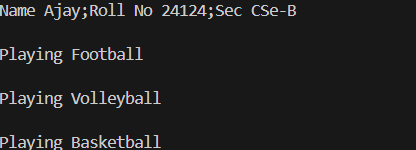 Name Ajay;Roll No 24124;Sec CSe-B
Playing Football
Playing Volleyball
Playing Basketball